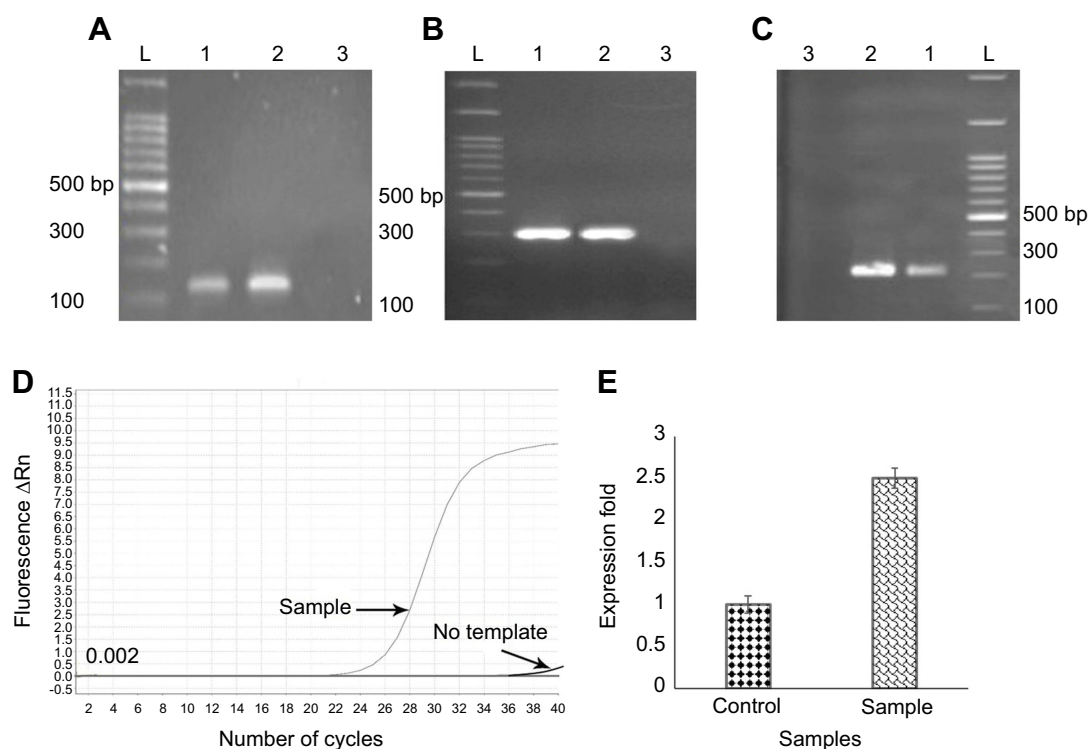 A
L 1 2 3
500 bp
300
100
B
L 1 2 3
500 bp
300
100
C
3 2 1 L
500 bp
300
100
D
Fluorescence ΔRn
11.5
11.0
10.5
10.0
9.5
9.0
8.5
8.0
7.5
7.0
6.5
6.0
5.5
5.0
4.5
4.0
3.5
3.0
2.5
2.0
1.5
1.0
0.5
0.0
-0.5
Sample
No template
0.002
2 4 6 8 10 12 14 16 18 20 22 24 26 28 30 32 34 36 38 40
Number of cycles
E
Expression fold
3
2.5
2
1.5
1
0.5
0
Control Sample
Samples